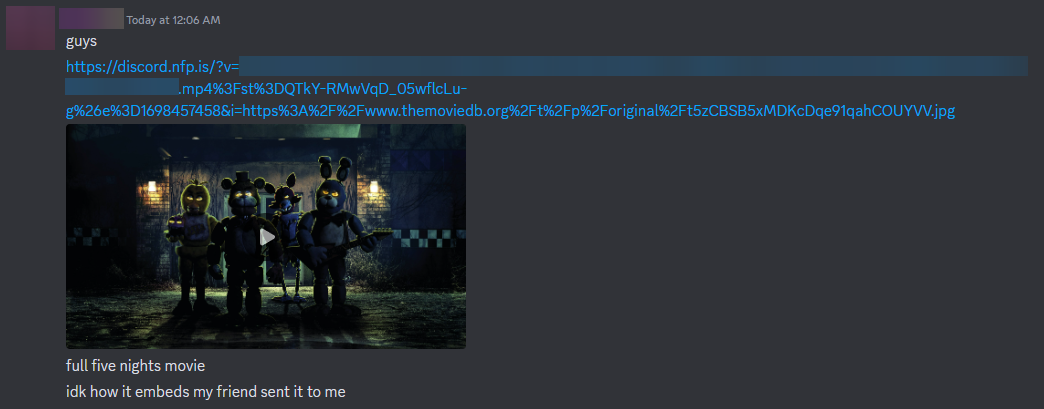 Today at 12:06 AM
guys
https://discord.nfp.is/?v=
.mp4%3Fst%3DQTkY-RMwVqD_05wflcLu-
g%26e%3D1698457458&i=https%3A%2F%2Fwww.themoviedb.org%2Ft%2Fp%2Foriginal%2Ft5zCBSB5xMDKcDqe91qahCOUYVV.jpg
full five nights movie
idk how it embeds my friend sent it to me